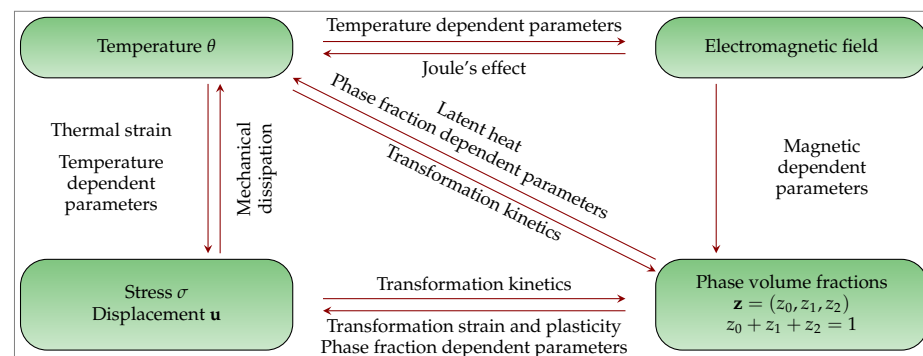 Temperature θ
Temperature dependent parameters
Joule's effect
Electromagnetic field
Thermal strain
Temperature
dependent
parameters
Mechanical
dissipation
Latent heat
Phase fraction dependent parameters
Transformation kinetics
Magnetic
dependent
parameters
Stress σ
Displacement **u**
Transformation kinetics
Transformation strain and plasticity
Phase fraction dependent parameters
Phase volume fractions
**z** = (z₀, z₁, z₂)
z₀ + z₁ + z₂ = 1